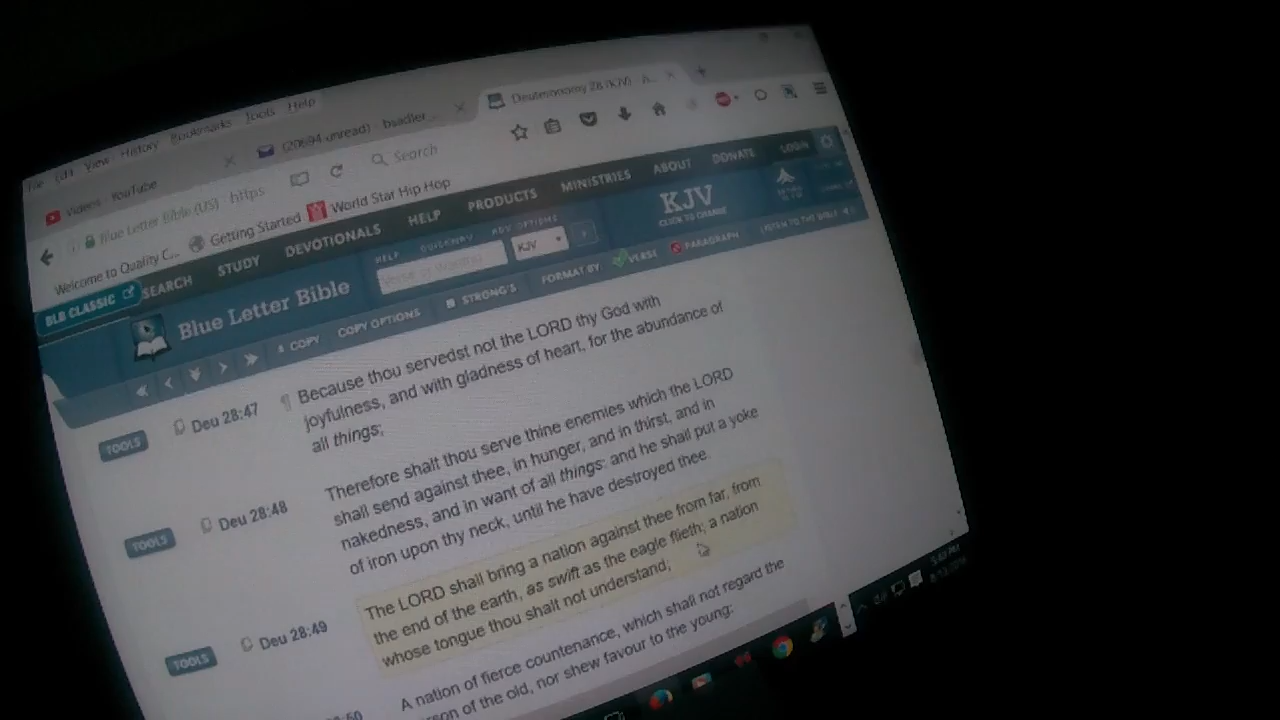 File Edit View History Bookmarks Tools Help
Videos - YouTube
(20694 unread)
Deuteronomy 28 (KJV)
Blue Letter Bible (US) https
Search
Welcome to Quality C...
Getting Started
World Star Hip Hop
BLB CLASSIC
SEARCH STUDY DEVOTIONALS HELP PRODUCTS MINISTRIES ABOUT DONATE LOGIN
Blue Letter Bible
HELP
KJV
KJV
CLICK TO CHANGE
COPY COPY OPTIONS STRONG'S FORMAT BY VERSE PARAGRAPH LISTEN TO THE BIBLE
TOOLS Deu 28:47 ¶ Because thou servedst not the LORD thy God with
joyfulness, and with gladness of heart, for the abundance of
all things;
TOOLS Deu 28:48 Therefore shalt thou serve thine enemies which the LORD
shall send against thee, in hunger, and in thirst, and in
nakedness, and in want of all things: and he shall put a yoke
of iron upon thy neck, until he have destroyed thee.
TOOLS Deu 28:49 The LORD shall bring a nation against thee from far, from
the end of the earth, as swift as the eagle flieth; a nation
whose tongue thou shalt not understand;
A nation of fierce countenance, which shall not regard the
person of the old, nor shew favour to the young: